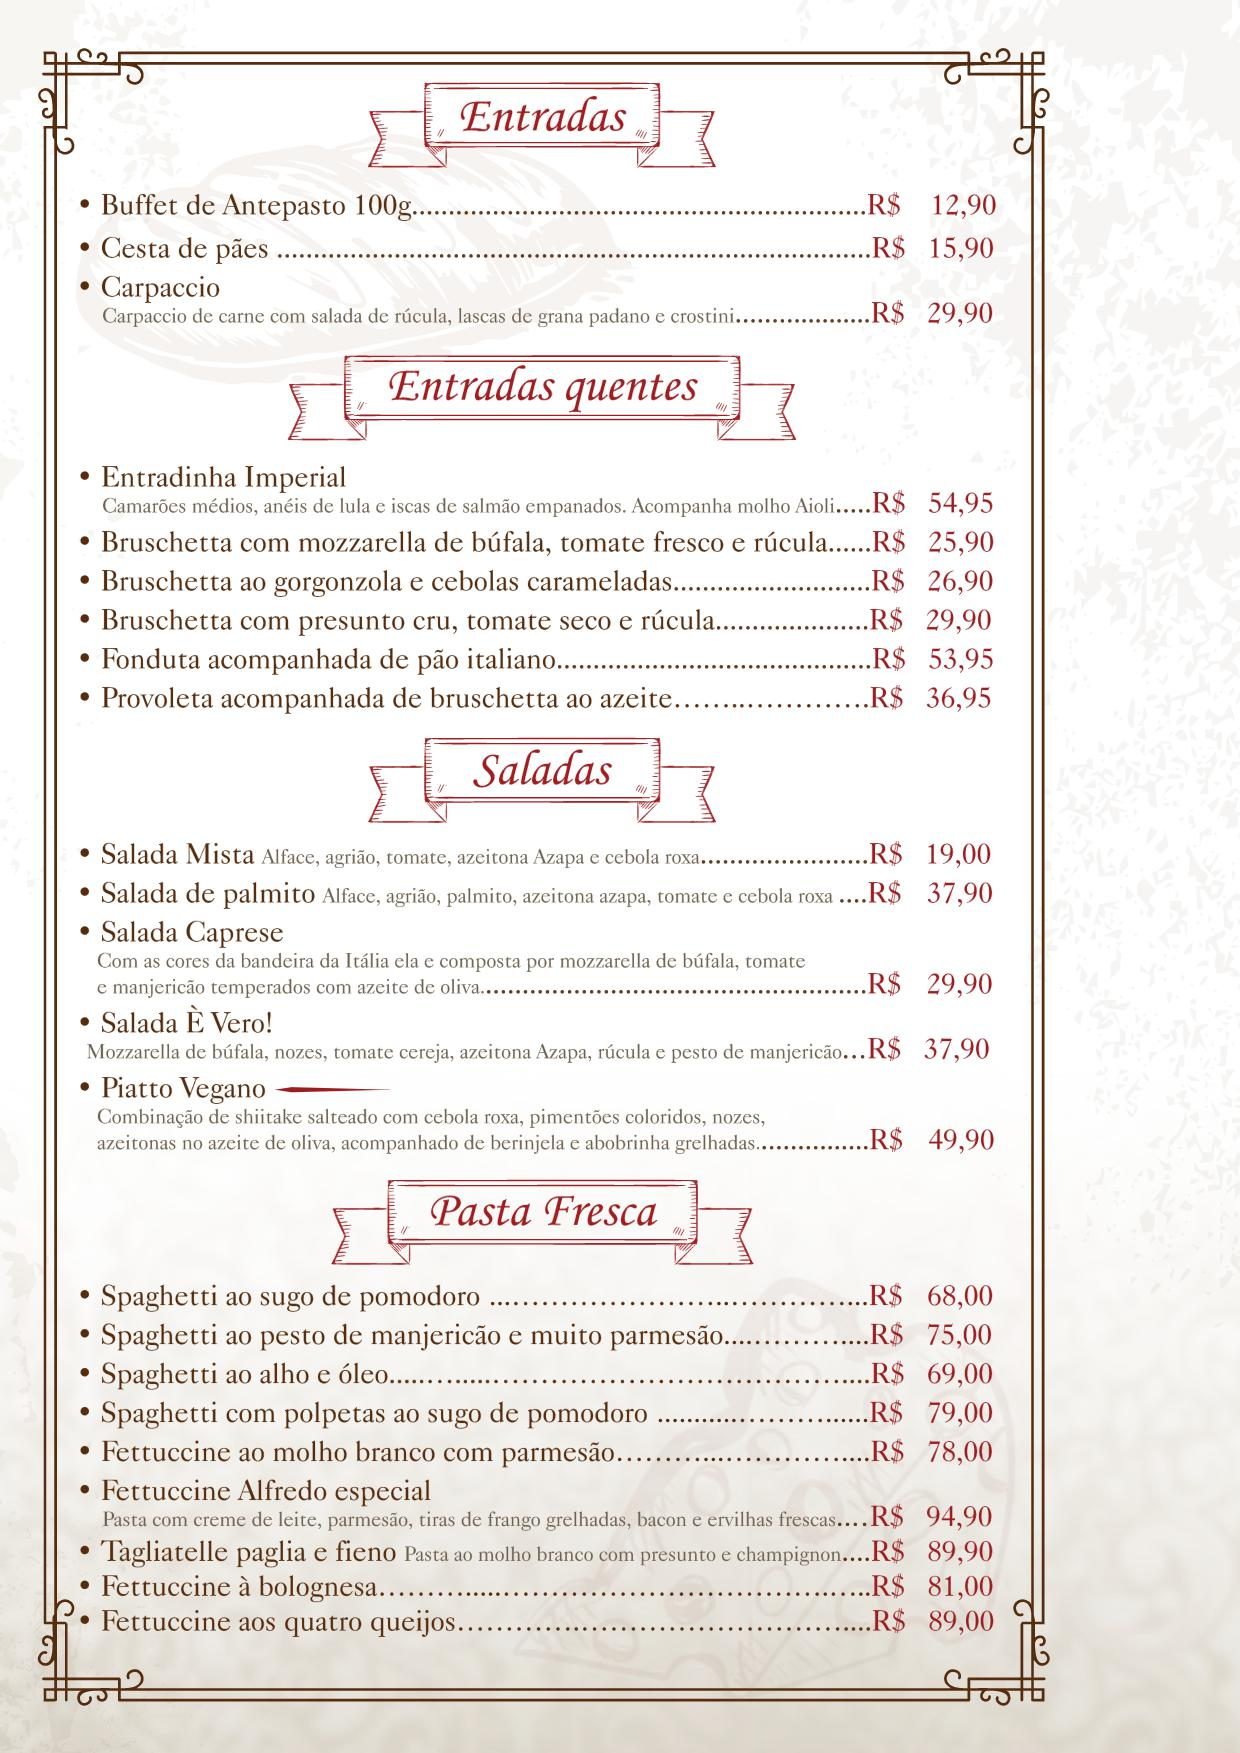 Entradas
• Buffet de Antepasto 100g..............................................................R$ 12,90
• Cesta de pães ................................................................................R$ 15,90
• Carpaccio
Carpaccio de carne com salada de rúcula, lascas de grana padano e crostini..................R$ 29,90
Entradas quentes
• Entradinha Imperial
Camarões médios, anéis de lula e iscas de salmão empanados. Acompanha molho Aioli.....R$ 54,95
• Bruschetta com mozzarella de búfala, tomate fresco e rúcula......R$ 25,90
• Bruschetta ao gorgonzola e cebolas carameladas..........................R$ 26,90
• Bruschetta com presunto cru, tomate seco e rúcula.....................R$ 29,90
• Fonduta acompanhada de pão italiano...........................................R$ 53,95
• Provoleta acompanhada de bruschetta ao azeite……..………….R$ 36,95
Saladas
• Salada Mista Alface, agrião, tomate, azeitona Azapa e cebola roxa.......................R$ 19,00
• Salada de palmito Alface, agrião, palmito, azeitona azapa, tomate e cebola roxa ....R$ 37,90
• Salada Caprese
Com as cores da bandeira da Itália ela e composta por mozzarella de búfala, tomate
e manjericão temperados com azeite de oliva....................................................R$ 29,90
• Salada È Vero!
Mozzarella de búfala, nozes, tomate cereja, azeitona Azapa, rúcula e pesto de manjericão...R$ 37,90
• Piatto Vegano
Combinação de shiitake salteado com cebola roxa, pimentões coloridos, nozes,
azeitonas no azeite de oliva, acompanhado de berinjela e abobrinha grelhadas...............R$ 49,90
Pasta Fresca
• Spaghetti ao sugo de pomodoro ...……………………..…………...R$ 68,00
• Spaghetti ao pesto de manjericão e muito parmesão....………....R$ 75,00
• Spaghetti ao alho e óleo.....…......……………………………………....R$ 69,00
• Spaghetti com polpetas ao sugo de pomodoro ..........………......R$ 79,00
• Fettuccine ao molho branco com parmesão………...…………....R$ 78,00
• Fettuccine Alfredo especial
Pasta com creme de leite, parmesão, tiras de frango grelhadas, bacon e ervilhas frescas....R$ 94,90
• Tagliatelle paglia e fieno Pasta ao molho branco com presunto e champignon....R$ 89,90
• Fettuccine à bolognesa……….....…………………………………...R$ 81,00
• Fettuccine aos quatro queijos……………………………………....R$ 89,00